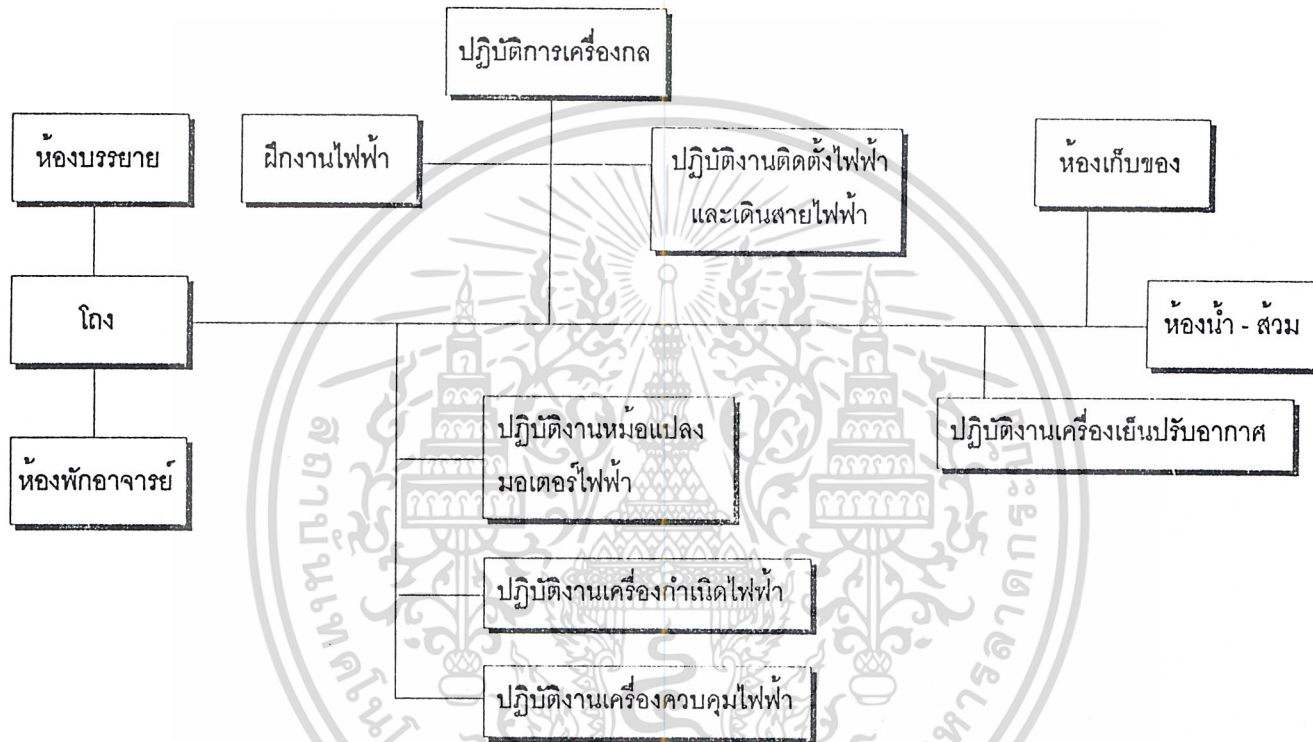 ปฏิบัติการเครื่องกล
ห้องบรรยาย
ฝึกงานไฟฟ้า
ปฏิบัติงานติดตั้งไฟฟ้า
และเดินสายไฟฟ้า
ห้องเก็บของ
โถง
ห้องน้ำ - ส้วม
ห้องพักอาจารย์
ปฏิบัติงานหม้อแปลง
มอเตอร์ไฟฟ้า
ปฏิบัติงานเครื่องเย็นปรับอากาศ
ปฏิบัติงานเครื่องกำเนิดไฟฟ้า
ปฏิบัติงานเครื่องควบคุมไฟฟ้า